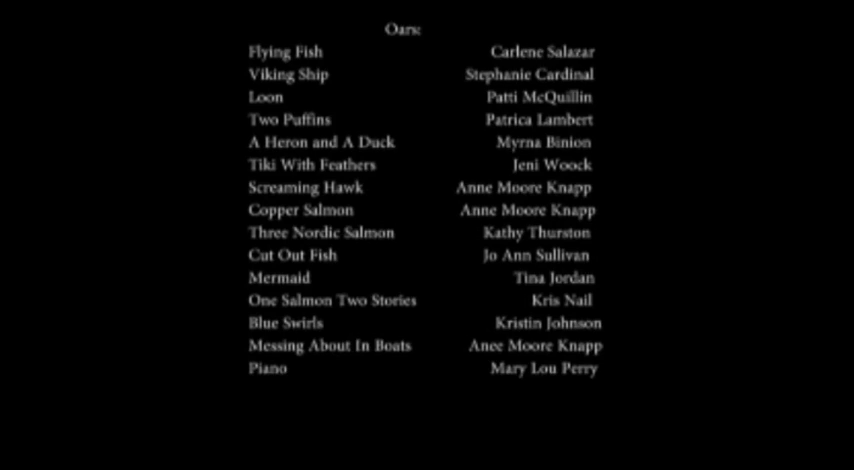 Oars:
Flying Fish Carlene Salazar
Viking Ship Stephanie Cardinal
Loon Patti McQuillin
Two Puffins Patrica Lambert
A Heron and A Duck Myrna Binion
Tiki With Feathers Jeni Woock
Screaming Hawk Anne Moore Knapp
Copper Salmon Anne Moore Knapp
Three Nordic Salmon Kathy Thurston
Cut Out Fish Jo Ann Sullivan
Mermaid Tina Jordan
One Salmon Two Stories Kris Nail
Blue Swirls Kristin Johnson
Messing About In Boats Anee Moore Knapp
Piano Mary Lou Perry